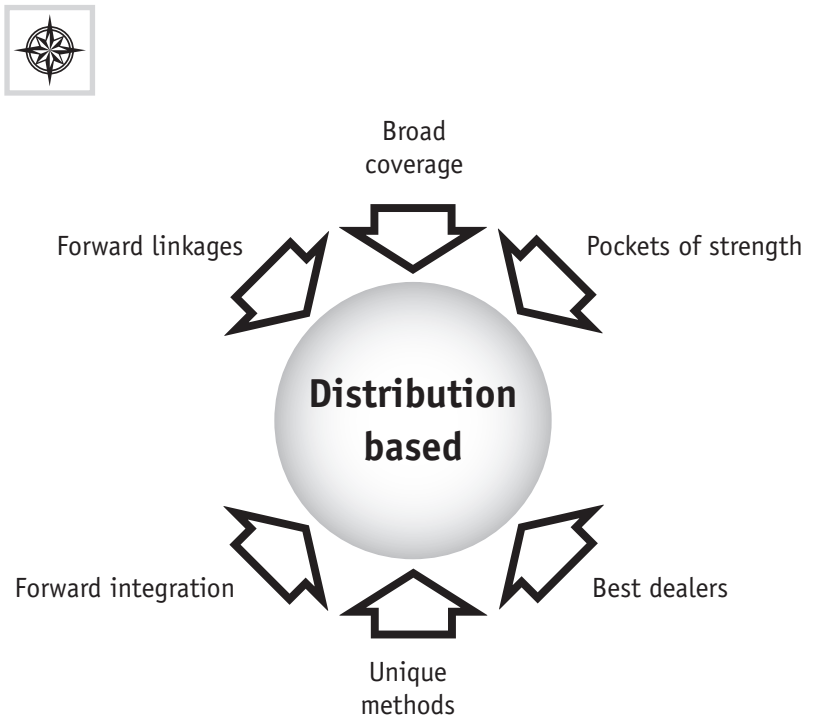 Broad
coverage
Forward linkages
Pockets of strength
Distribution
based
Forward integration
Best dealers
Unique
methods